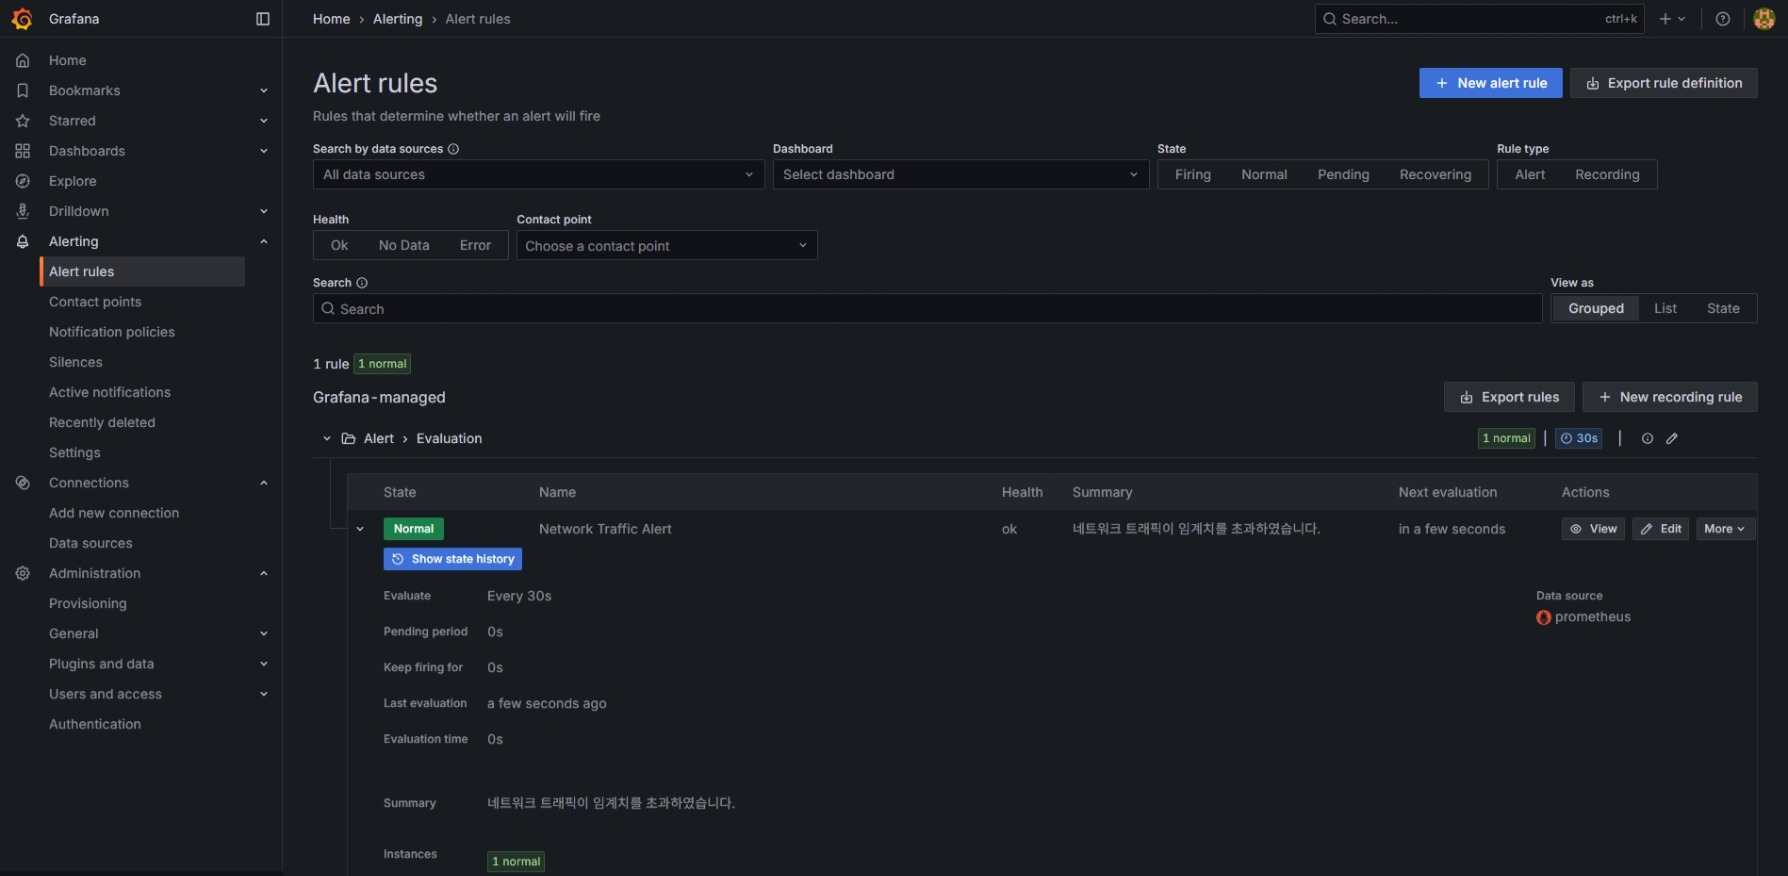 Grafana
Home › Alerting › Alert rules
Search... ctrl+k
Home
Bookmarks
Starred
Dashboards
Explore
Drilldown
Alerting
Alert rules
Contact points
Notification policies
Silences
Active notifications
Recently deleted
Settings
Connections
Add new connection
Data sources
Administration
Provisioning
General
Plugins and data
Users and access
Authentication
Alert rules
+ New alert rule
Export rule definition
Rules that determine whether an alert will fire
Search by data sources
Dashboard
State
Rule type
All data sources
Select dashboard
Firing Normal Pending Recovering
Alert Recording
Health
Contact point
Ok No Data Error
Choose a contact point
Search
View as
Search
Grouped List State
1 rule 1 normal
Grafana-managed
Export rules
+ New recording rule
Alert › Evaluation
1 normal | 30s |
State Name Health Summary Next evaluation Actions
Normal Network Traffic Alert ok 네트워크 트래픽이 임계치를 초과하였습니다. in a few seconds View Edit More
Show state history
Evaluate Every 30s
Data source
prometheus
Pending period 0s
Keep firing for 0s
Last evaluation a few seconds ago
Evaluation time 0s
Summary 네트워크 트래픽이 임계치를 초과하였습니다.
Instances 1 normal